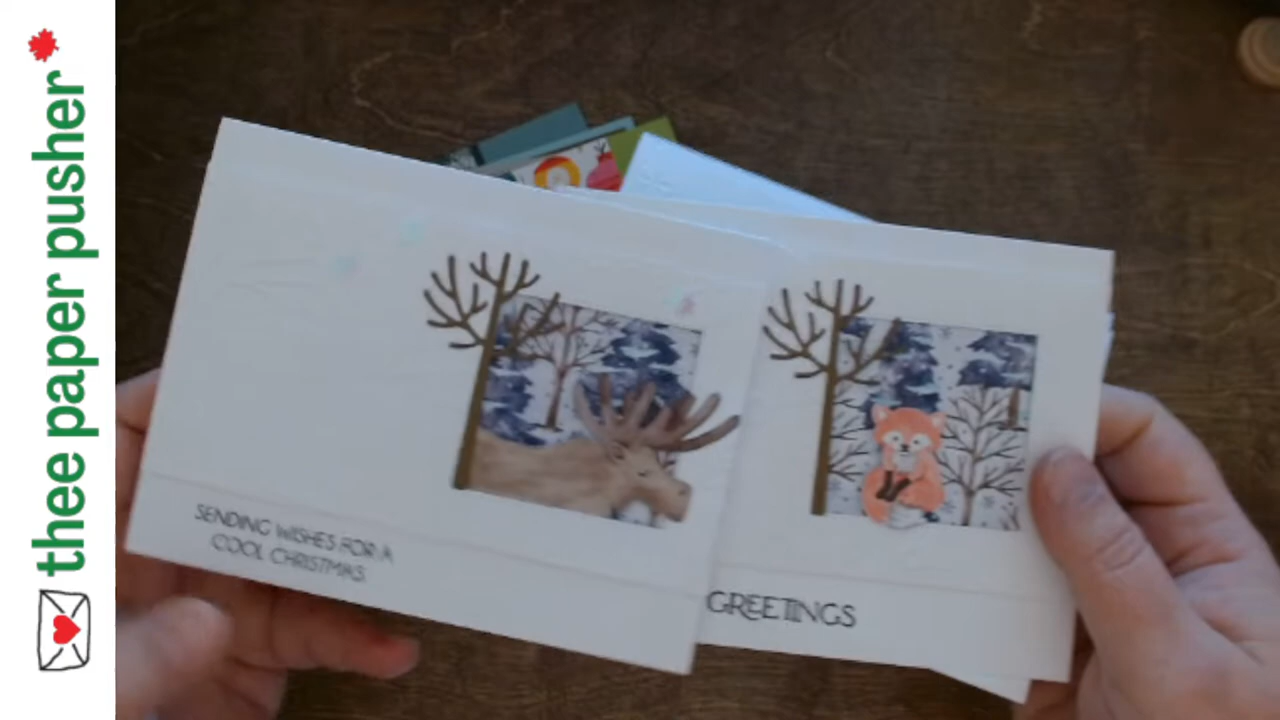 thee paper pusher
SENDING WISHES FOR A
COOL CHRISTMAS.
GREETINGS